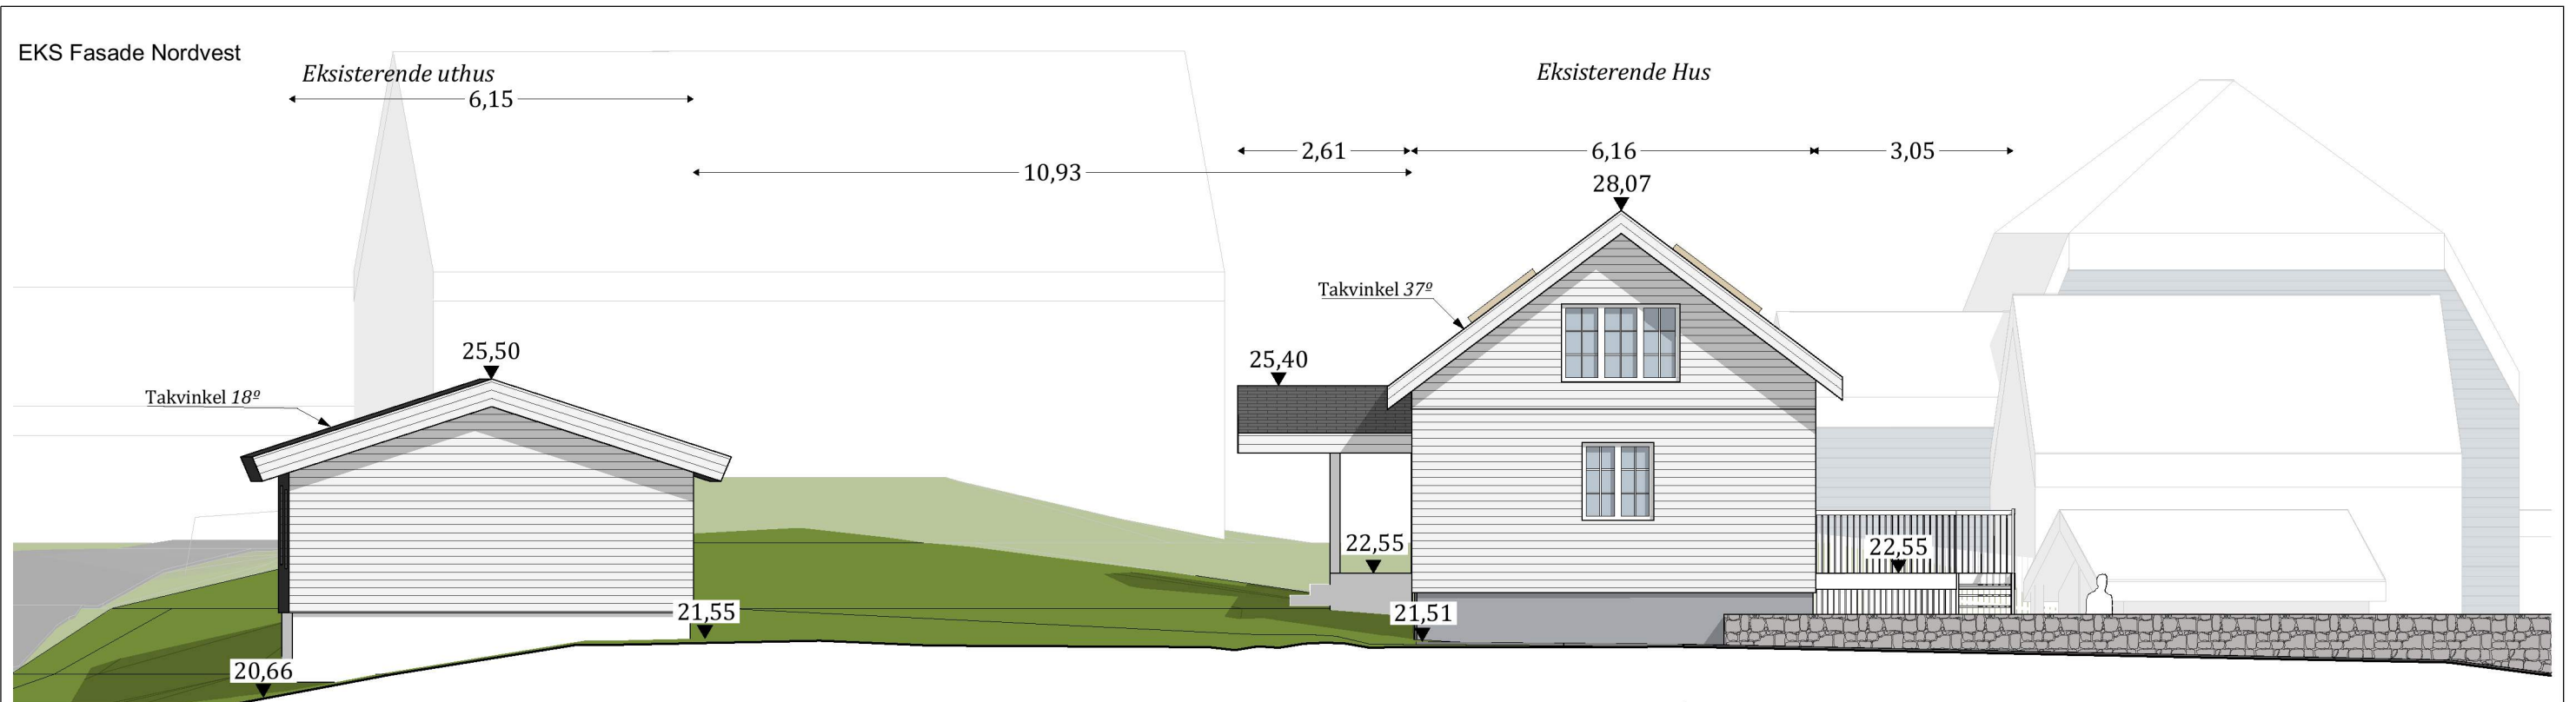 EKS Fasade Nordvest
Eksisterende uthus
6,15
Eksisterende Hus
2,61
6,16
3,05
10,93
28,07
Takvinkel 37º
25,50
25,40
Takvinkel 18º
22,55
22,55
21,55
21,51
20,66